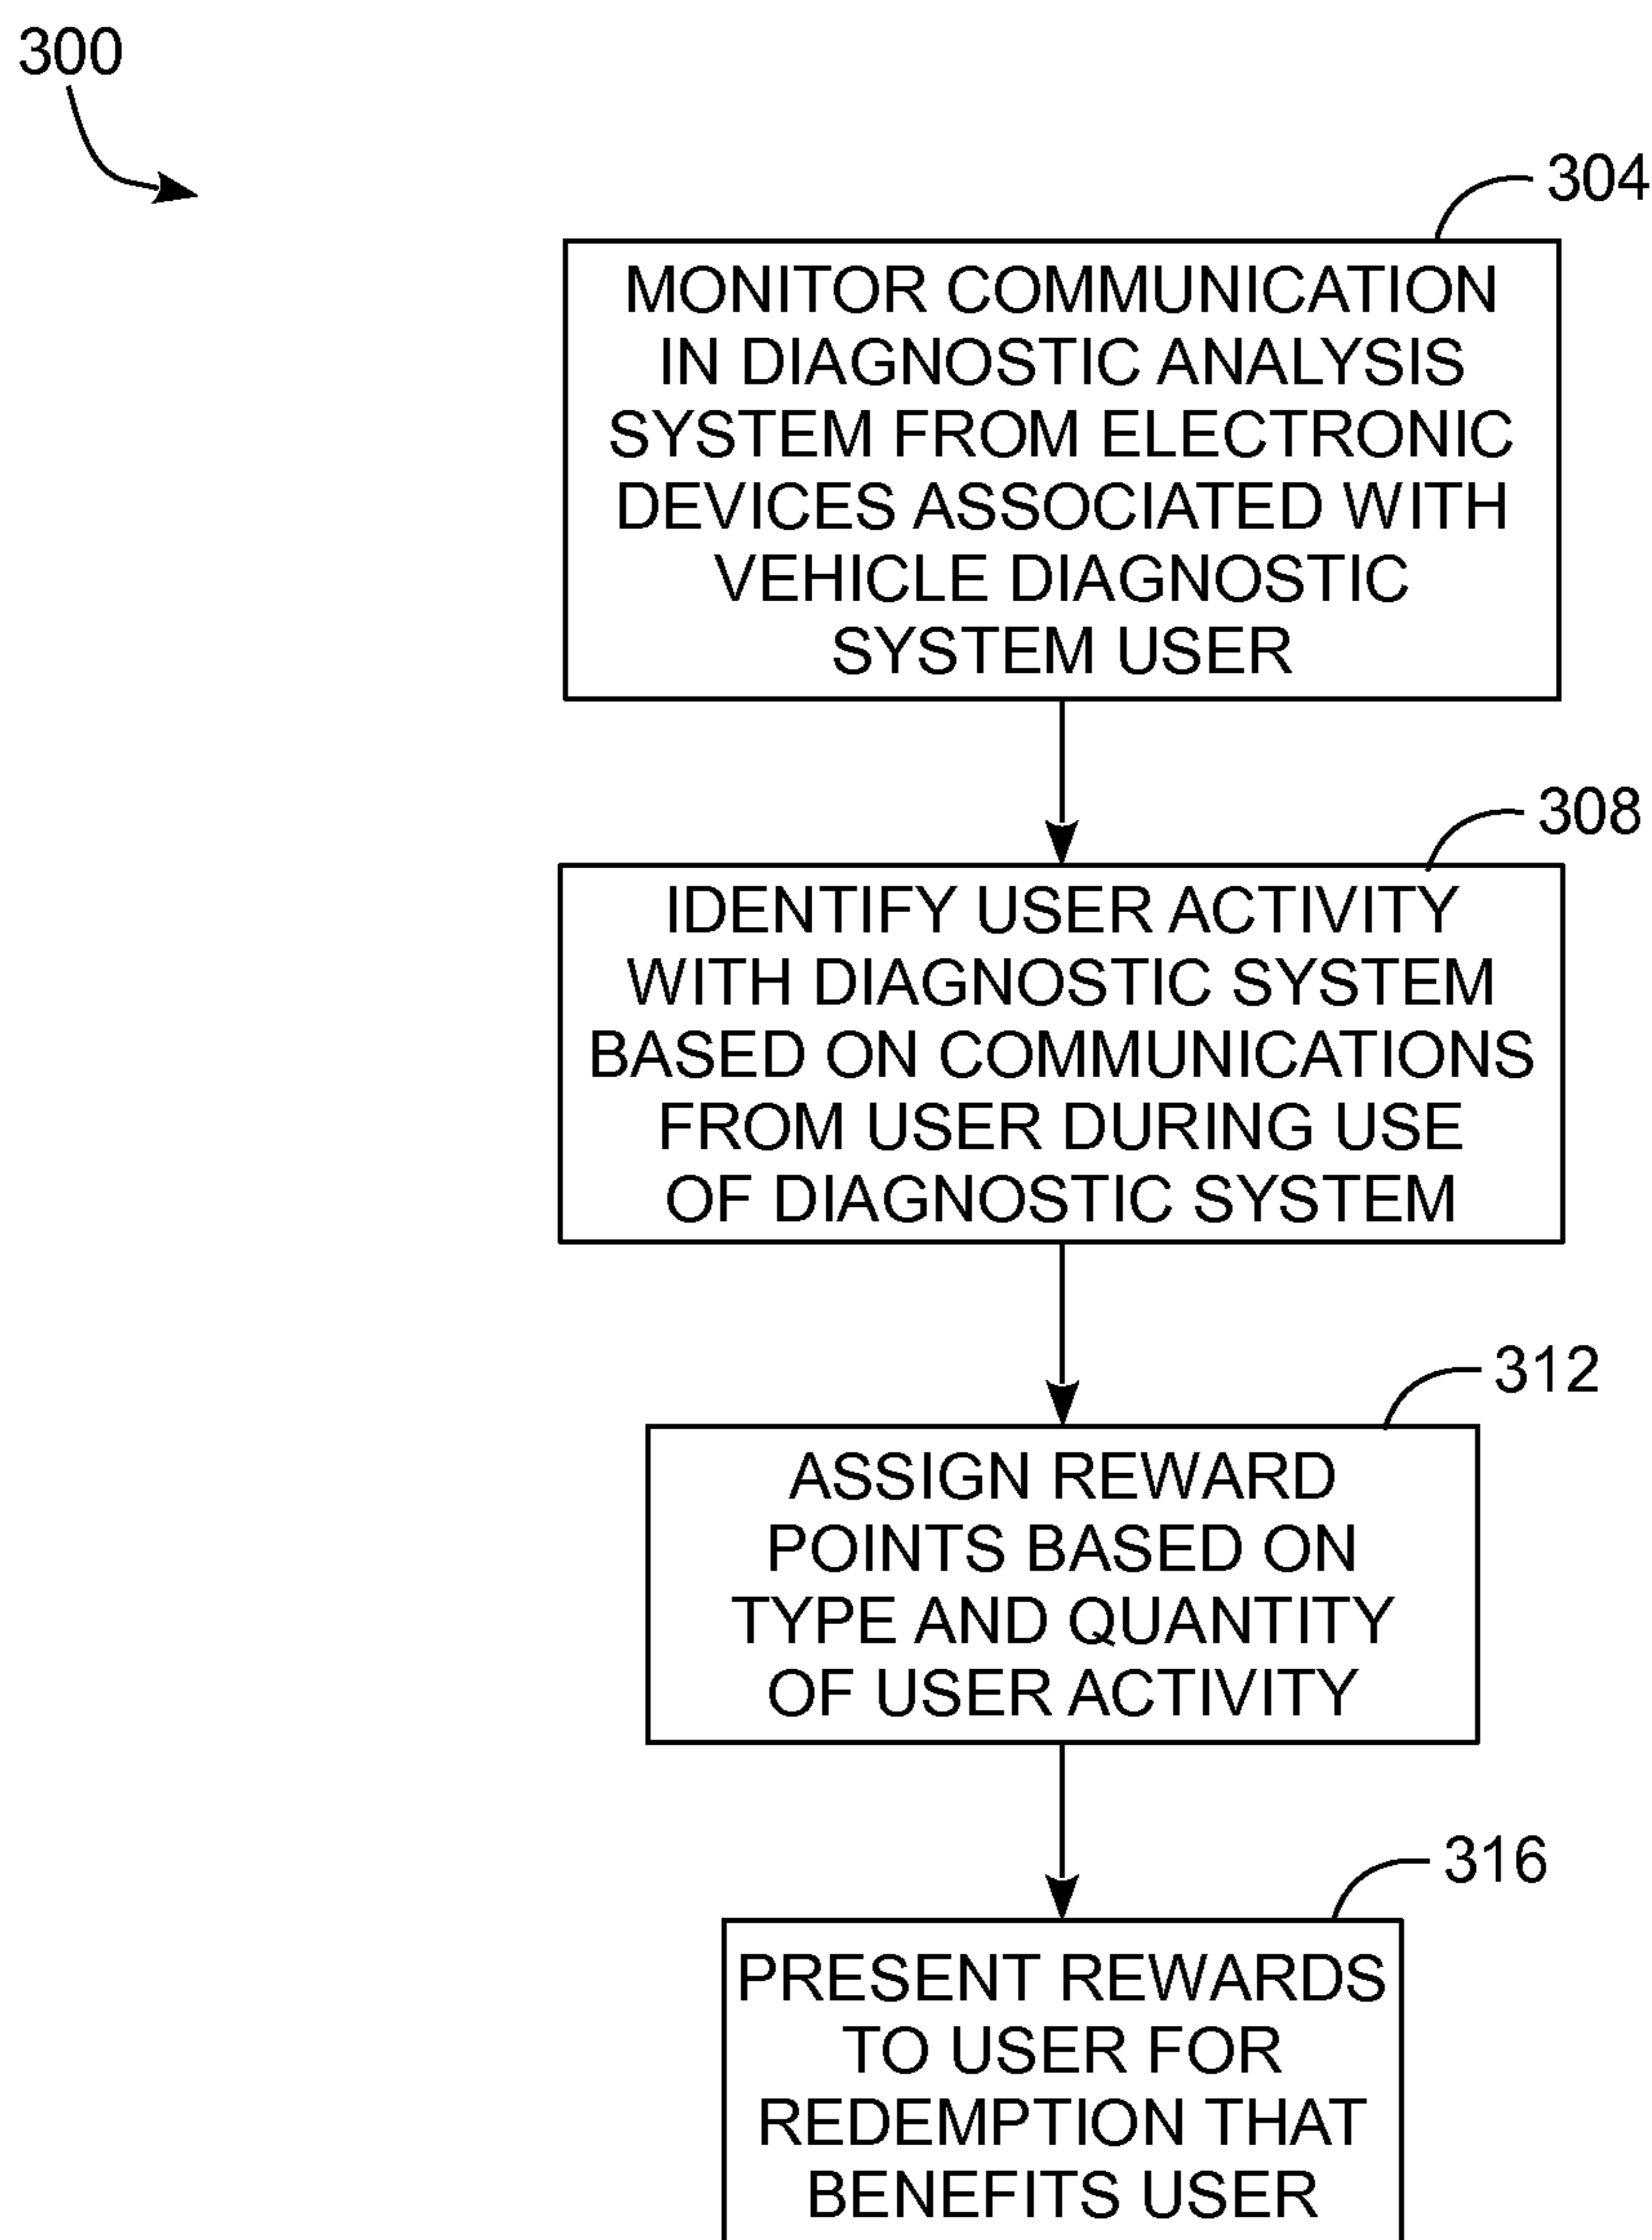 300
304
MONITOR COMMUNICATION
IN DIAGNOSTIC ANALYSIS
SYSTEM FROM ELECTRONIC
DEVICES ASSOCIATED WITH
VEHICLE DIAGNOSTIC
SYSTEM USER
308
IDENTIFY USER ACTIVITY
WITH DIAGNOSTIC SYSTEM
BASED ON COMMUNICATIONS
FROM USER DURING USE
OF DIAGNOSTIC SYSTEM
312
ASSIGN REWARD
POINTS BASED ON
TYPE AND QUANTITY
OF USER ACTIVITY
316
PRESENT REWARDS
TO USER FOR
REDEMPTION THAT
BENEFITS USER